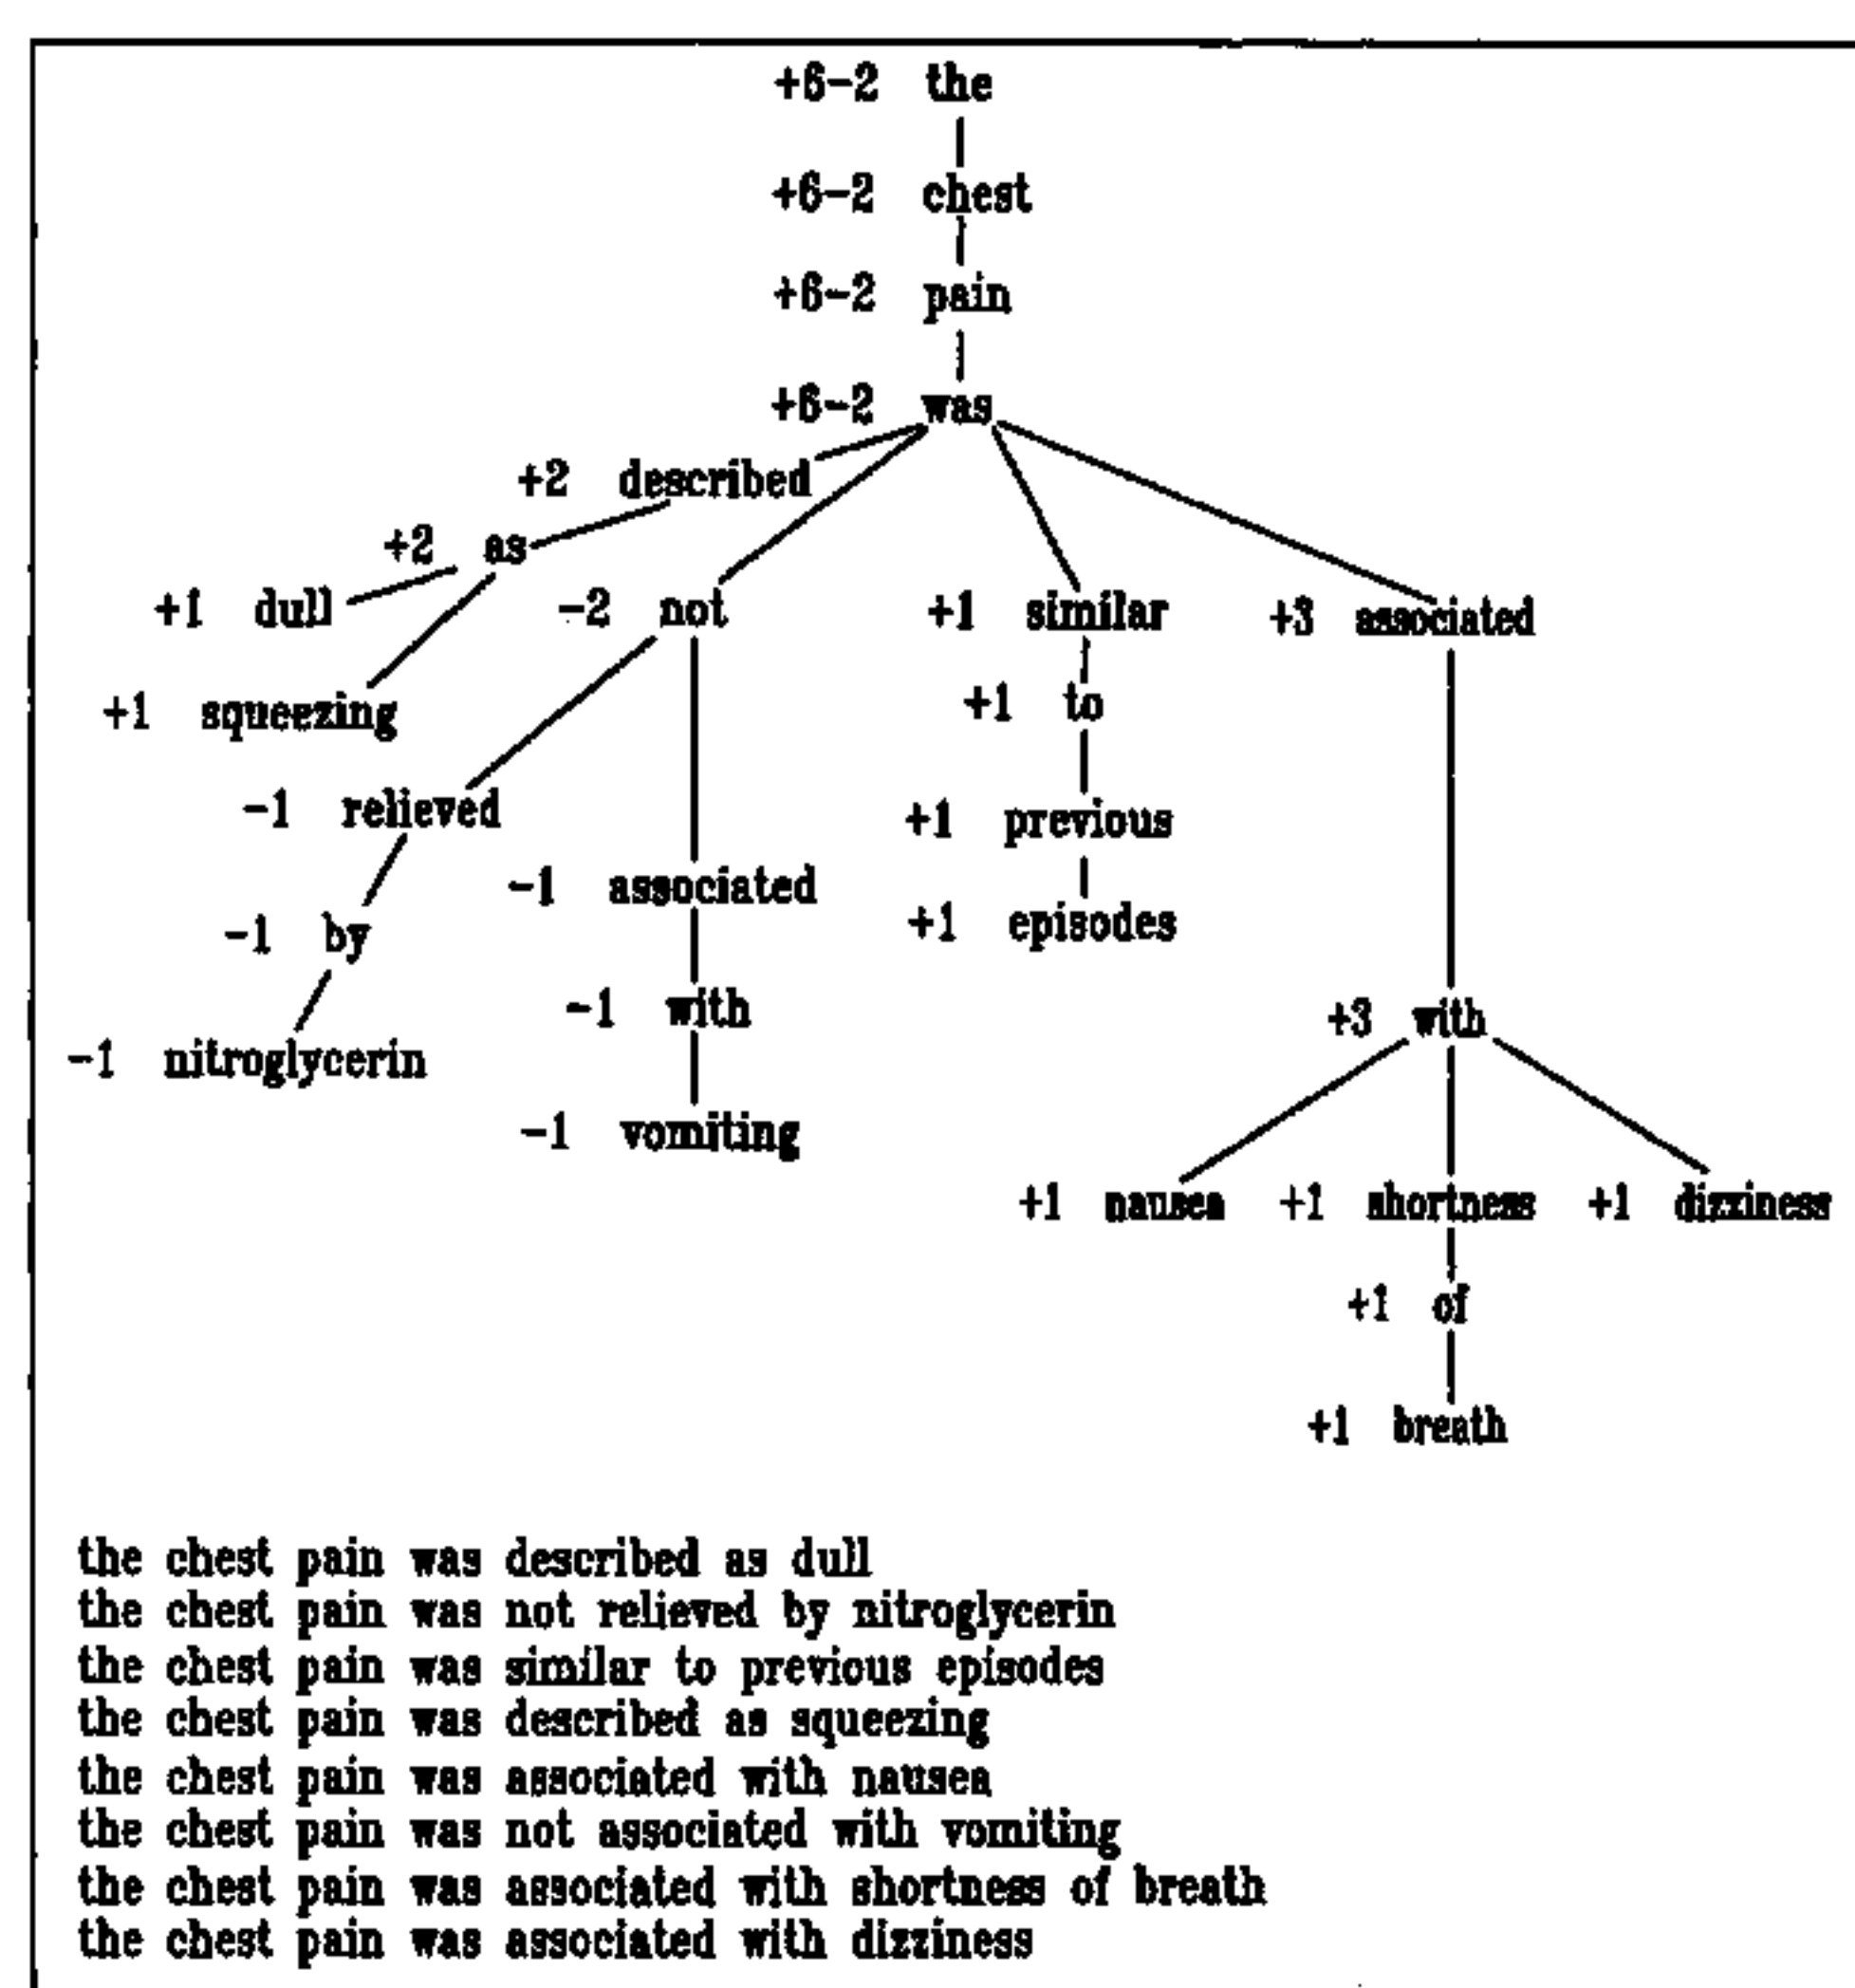 +6-2 the
+6-2 chest
+6-2 pain
+6-2 was
+2 described
+2 as
+1 dull -2 not +1 similar +3 associated
+1 to
+1 squeezing
-1 relieved +1 previous
-1 associated
+1 episodes
-1 by
-1 with +3 with
-1 nitroglycerin
-1 vomiting
+1 nausea +1 shortness +1 dizziness
+1 of
+1 breath
the chest pain was described as dull
the chest pain was not relieved by nitroglycerin
the chest pain was similar to previous episodes
the chest pain was described as squeezing
the chest pain was associated with nausea
the chest pain was not associated with vomiting
the chest pain was associated with shortness of breath
the chest pain was associated with dizziness